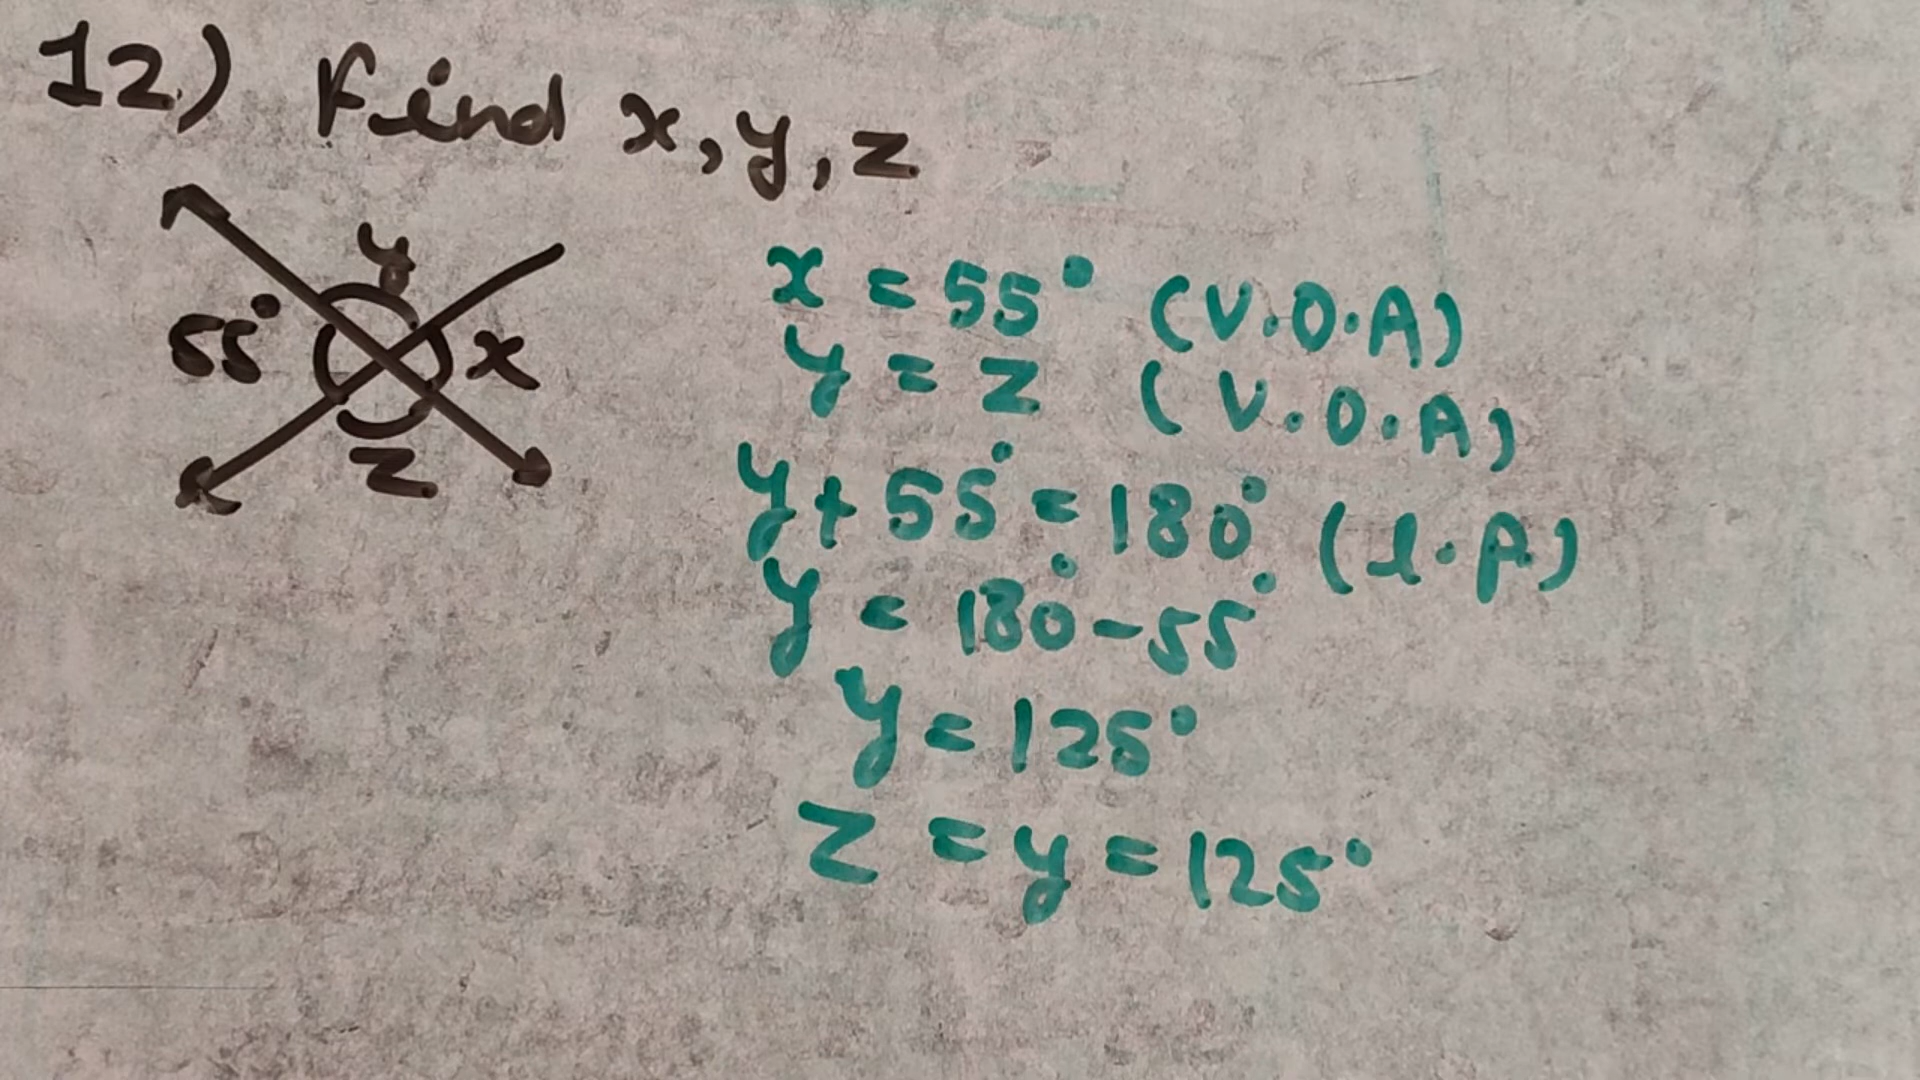 12.) Find x, y, z
y
55°
x
z
x = 55° (V.O.A)
y = z (V.O.A)
y + 55° = 180° (l.p)
y = 180° - 55°
y = 125°
z = y = 125°